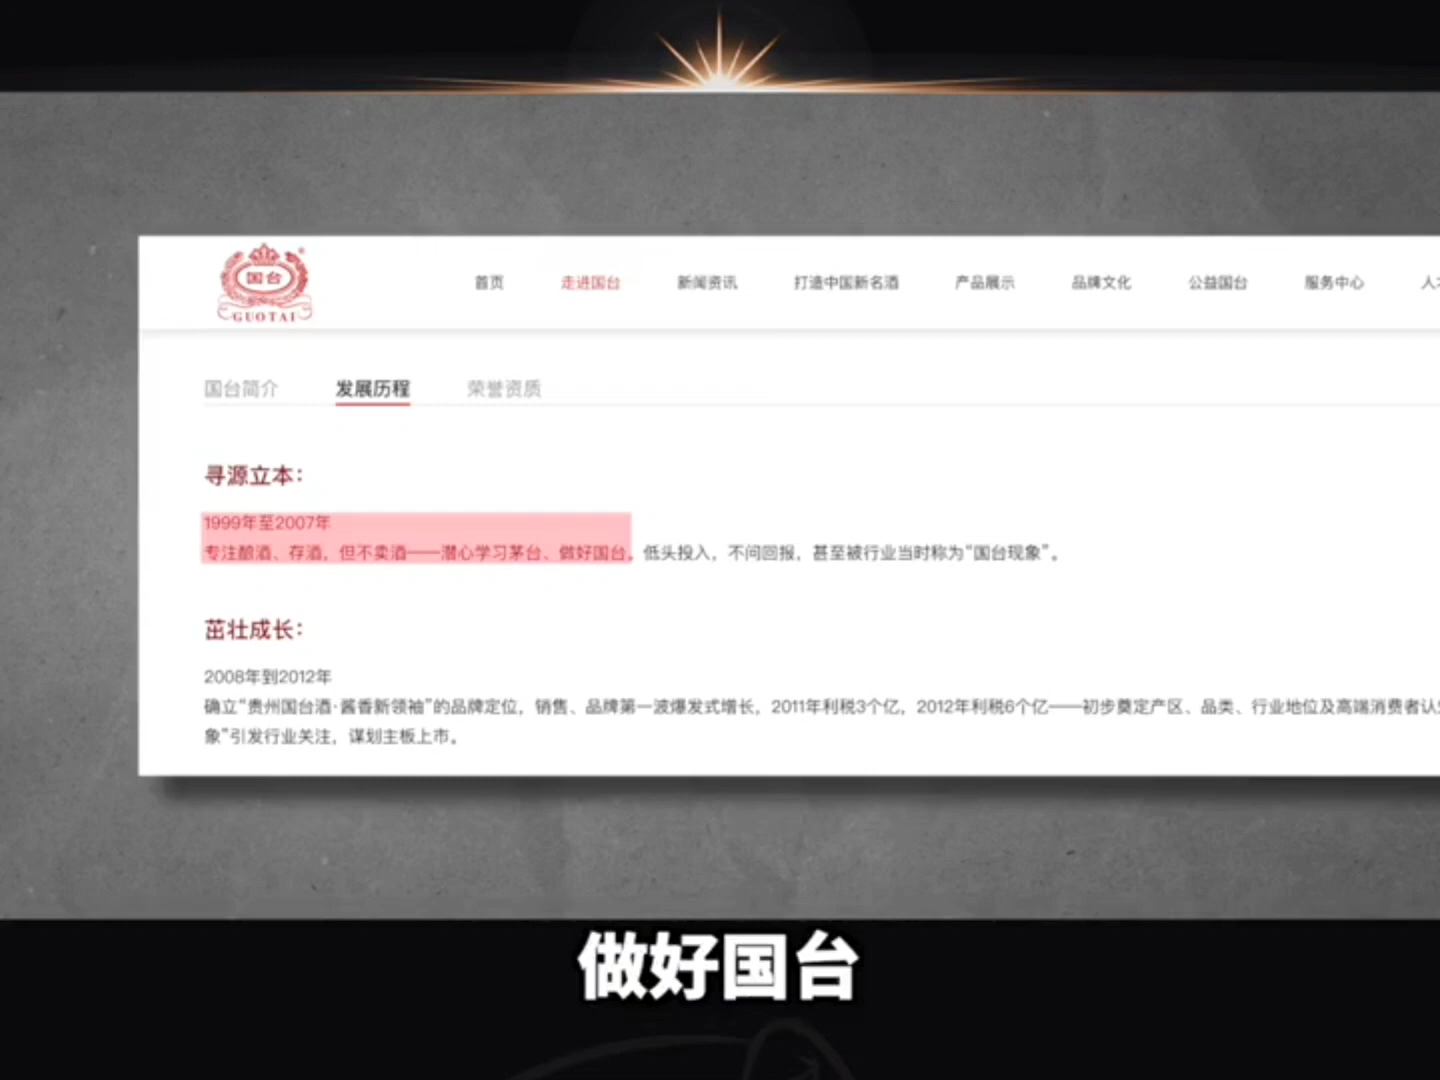 国台
GUOTAI
首页 走进国台 新闻资讯 打造中国新名酒 产品展示 品牌文化 公益国台 服务中心 人
国台简介 发展历程 荣誉资质
寻源立本：
1999年至2007年
专注酿酒、存酒，但不卖酒——潜心学习茅台、做好国台。低头投入，不问回报，甚至被行业当时称为“国台现象”。
茁壮成长：
2008年到2012年
确立“贵州国台酒·酱香新领袖”的品牌定位，销售、品牌第一波爆发式增长，2011年利税3个亿，2012年利税6个亿——初步奠定产区、品类、行业地位及高端消费者认
象”引发行业关注，谋划主板上市。
做好国台